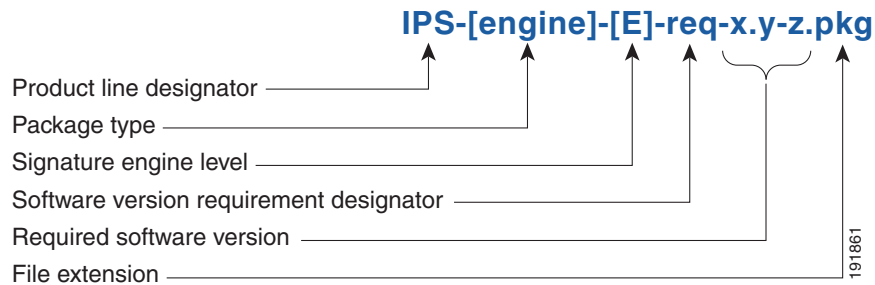 IPS-[engine]-[E]-req-x.y-z.pkg
Product line designator
Package type
Signature engine level
Software version requirement designator
Required software version
File extension
191861